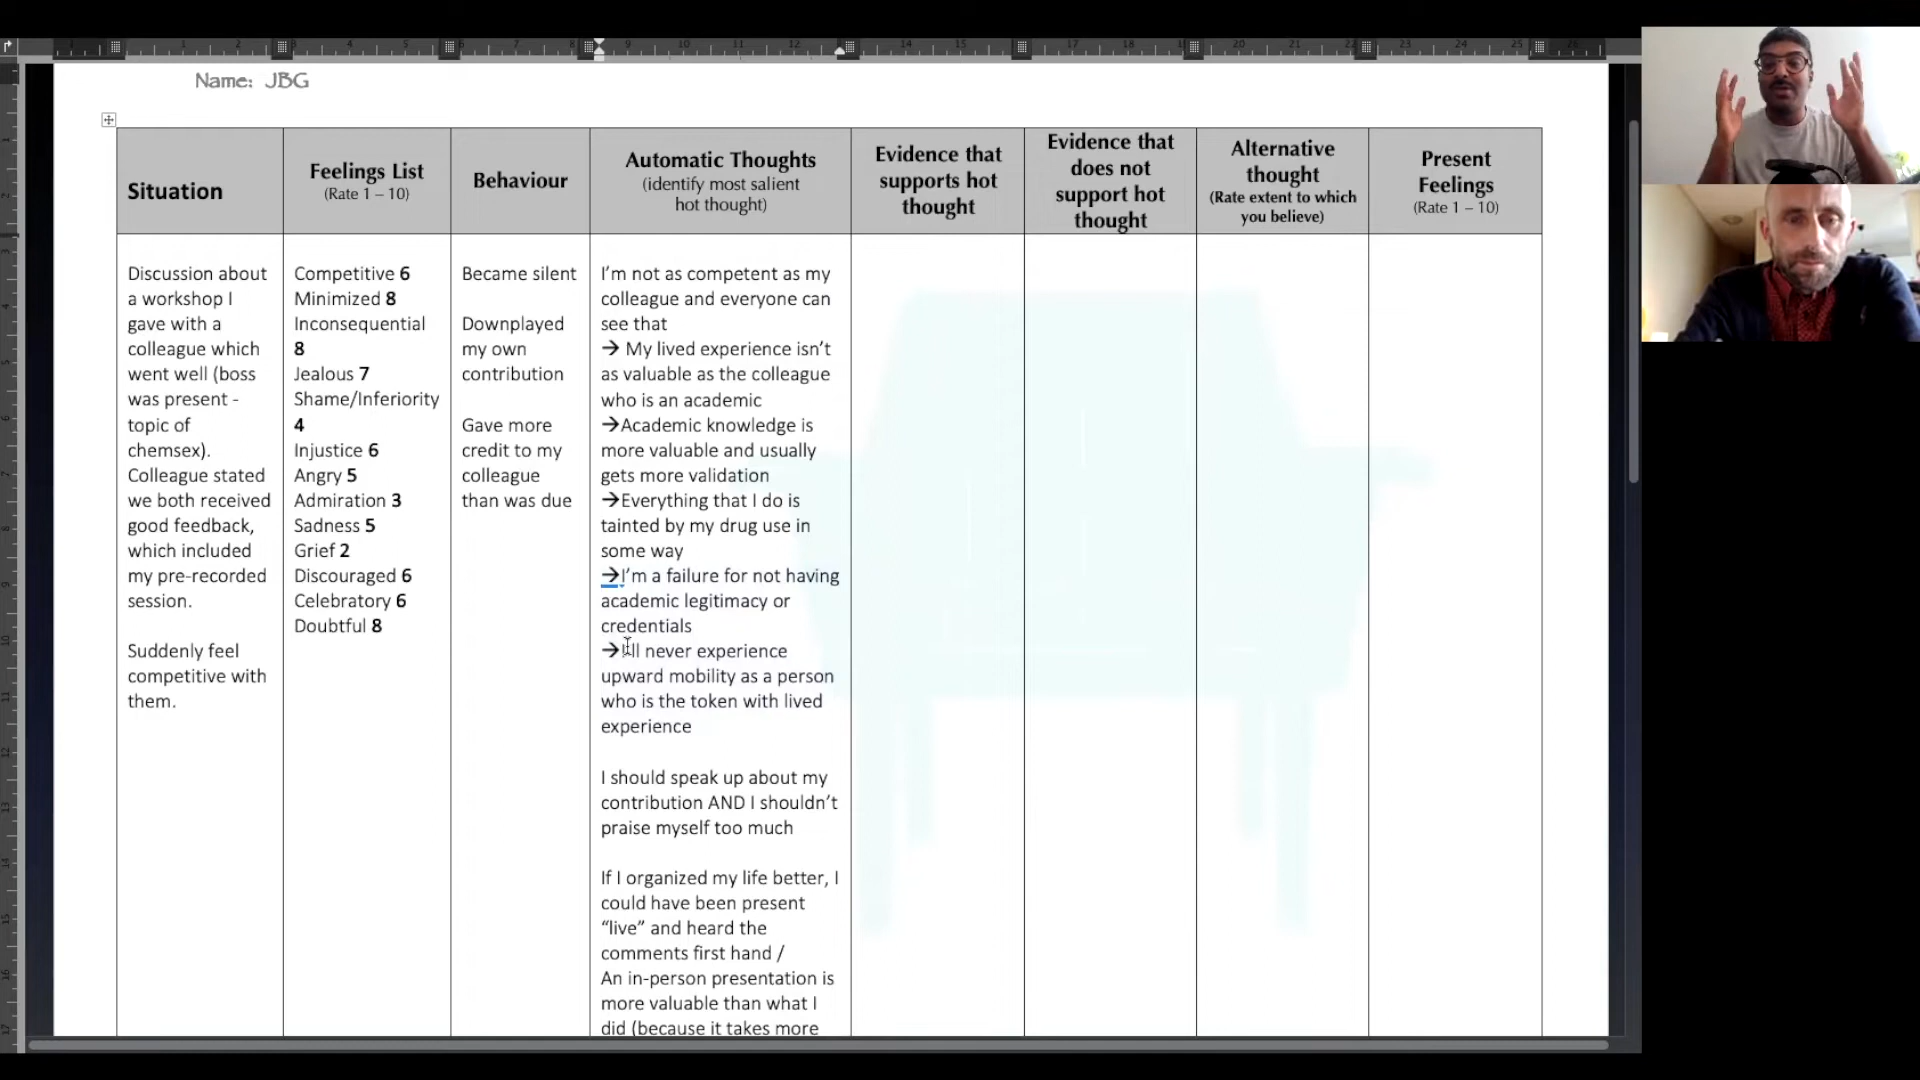 Name: JBG
Situation
Feelings List
(Rate 1 – 10)
Behaviour
Automatic Thoughts
(identify most salient
hot thought)
Evidence that
supports hot
thought
Evidence that
does not
support hot
thought
Alternative
thought
(Rate extent to which
you believe)
Present
Feelings
(Rate 1 – 10)
Discussion about
a workshop I
gave with a
colleague which
went well (boss
was present -
topic of
chemsex).
Colleague stated
we both received
good feedback,
which included
my pre-recorded
session.
Suddenly feel
competitive with
them.
Competitive 6
Minimized 8
Inconsequential
8
Jealous 7
Shame/Inferiority
4
Injustice 6
Angry 5
Admiration 3
Sadness 5
Grief 2
Discouraged 6
Celebratory 6
Doubtful 8
Became silent
Downplayed
my own
contribution
Gave more
credit to my
colleague
than was due
I’m not as competent as my
colleague and everyone can
see that
→ My lived experience isn’t
as valuable as the colleague
who is an academic
→Academic knowledge is
more valuable and usually
gets more validation
→Everything that I do is
tainted by my drug use in
some way
→I’m a failure for not having
academic legitimacy or
credentials
→I’ll never experience
upward mobility as a person
who is the token with lived
experience
I should speak up about my
contribution AND I shouldn’t
praise myself too much
If I organized my life better, I
could have been present
“live” and heard the
comments first hand /
An in-person presentation is
more valuable than what I
did (because it takes more